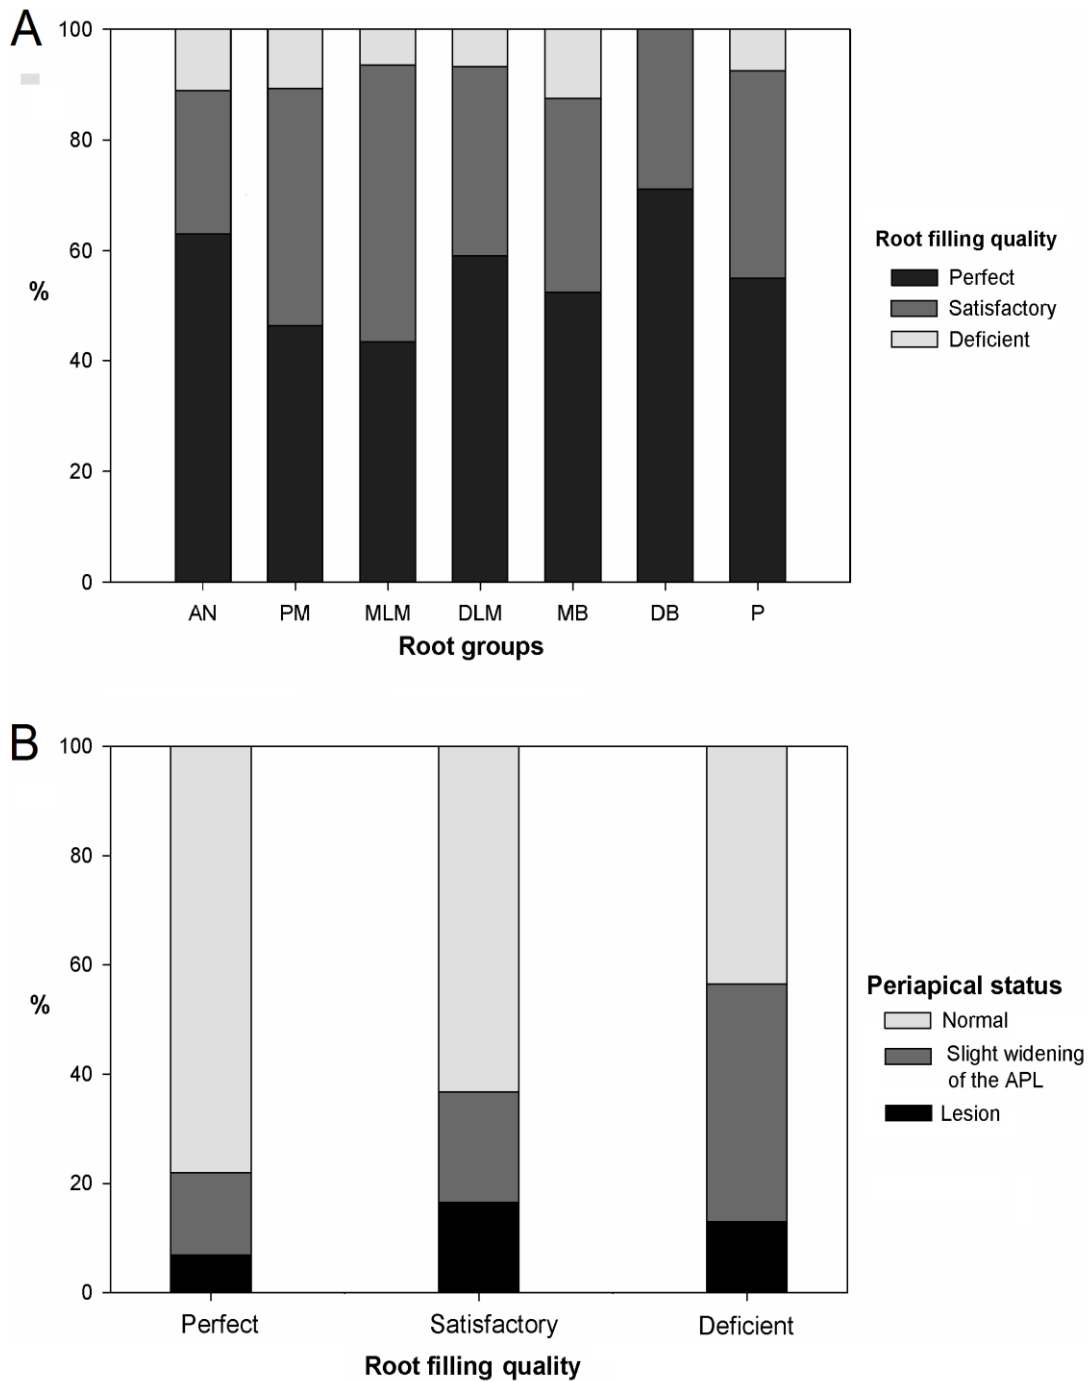 A
100
80
60
40
20
0
%
AN PM MLM DLM MB DB P
Root groups
Root filling quality
Perfect
Satisfactory
Deficient
B
100
80
60
40
20
0
%
Perfect Satisfactory Deficient
Root filling quality
Periapical status
Normal
Slight widening
of the APL
Lesion